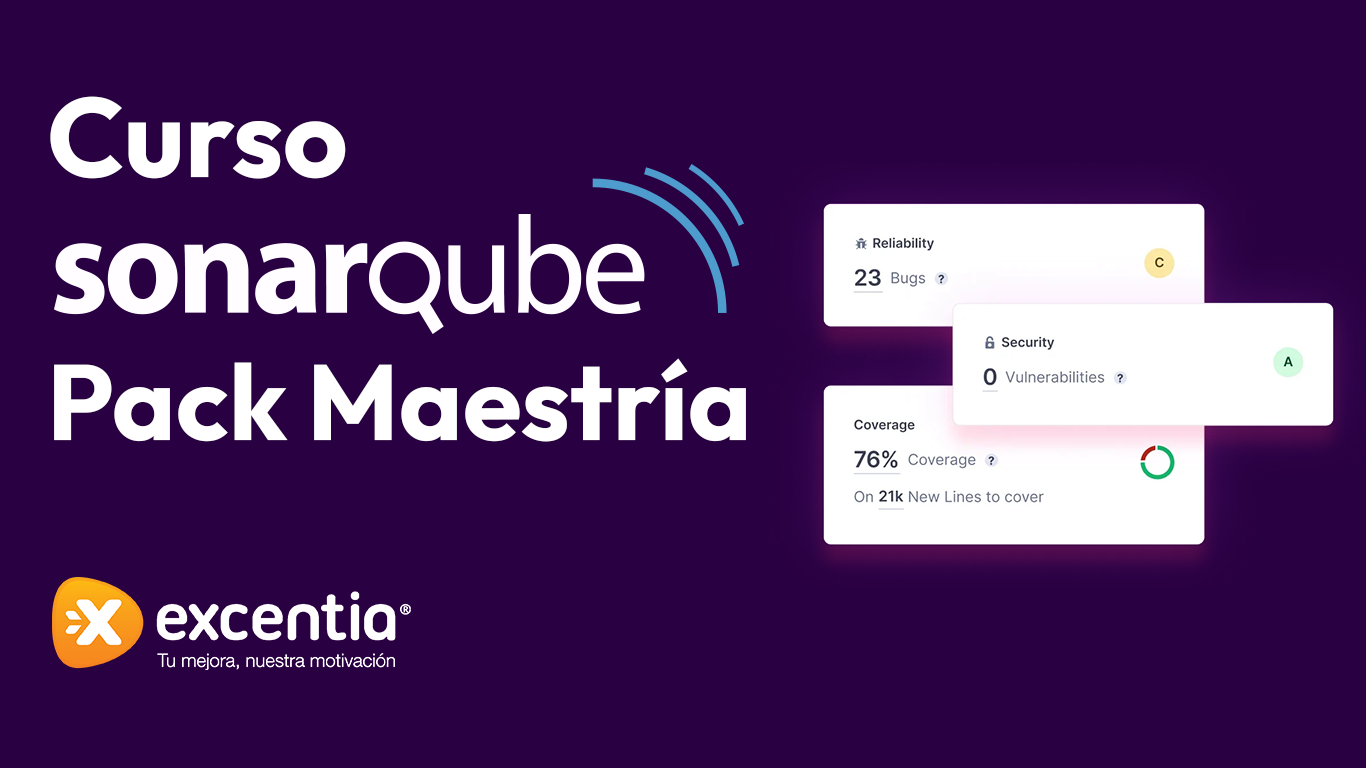 Curso
sonarqube
Pack Maestría
excentia®
Tu mejora, nuestra motivación
Reliability
23 Bugs ?
C
Security
0 Vulnerabilities ?
A
Coverage
76% Coverage ?
On 21k New Lines to cover